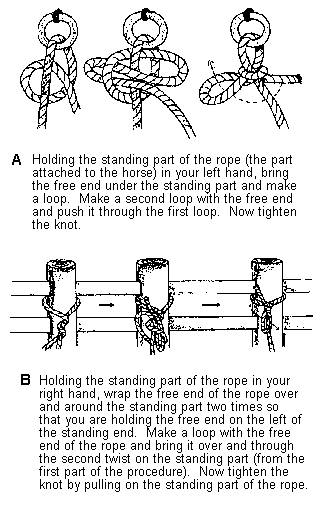 A Holding the standing part of the rope (the part
attached to the horse) in your left hand, bring
the free end under the standing part and make
a loop. Make a second loop with the free end
and push it through the first loop. Now tighten
the knot.
B Holding the standing part of the rope in your
right hand, wrap the free end of the rope over
and around the standing part two times so
that you are holding the free end on the left of
the standing end. Make a loop with the free
end of the rope and bring it over and through
the second twist on the standing part (from the
first part of the procedure). Now tighten the
knot by pulling on the standing part of the rope.